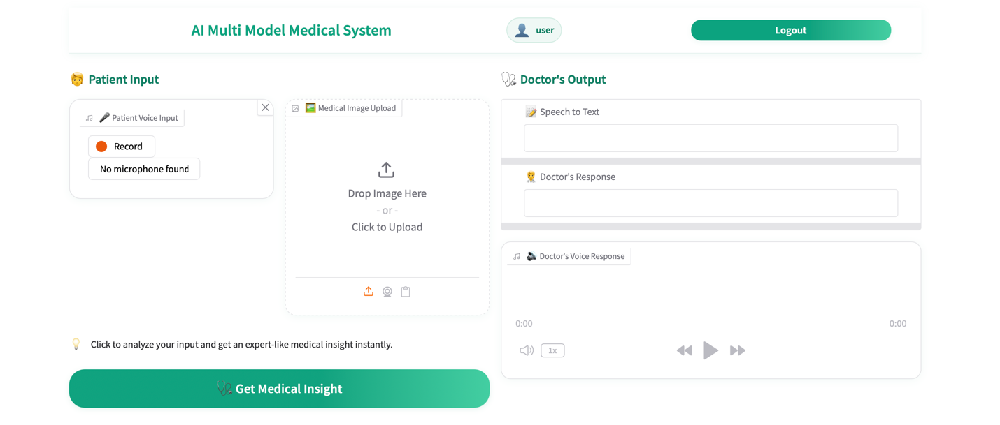 AI Multi Model Medical System
user
Logout
Patient Input
Patient Voice Input
Record
No microphone found
Medical Image Upload
Drop Image Here
- or -
Click to Upload
Click to analyze your input and get an expert-like medical insight instantly.
Get Medical Insight
Doctor's Output
Speech to Text
Doctor's Response
Doctor's Voice Response
0:00
0:00
1x